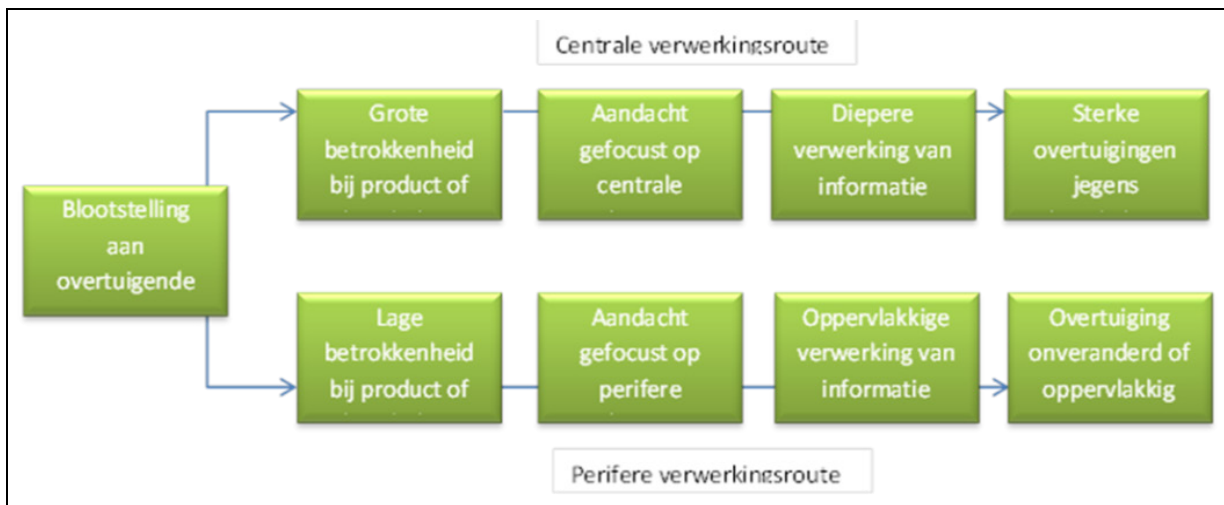 Centrale verwerkingsroute
Grote
betrokkenheid
bij product of
Aandacht
gefocust op
centrale
Diepere
verwerking van
informatie
Sterke
overtuigingen
jegens
Blootstelling
aan
overtuigende
Lage
betrokkenheid
bij product of
Aandacht
gefocust op
perifere
Oppervlakkige
verwerking van
informatie
Overtuiging
onveranderd of
oppervlakkig
Perifere verwerkingsroute